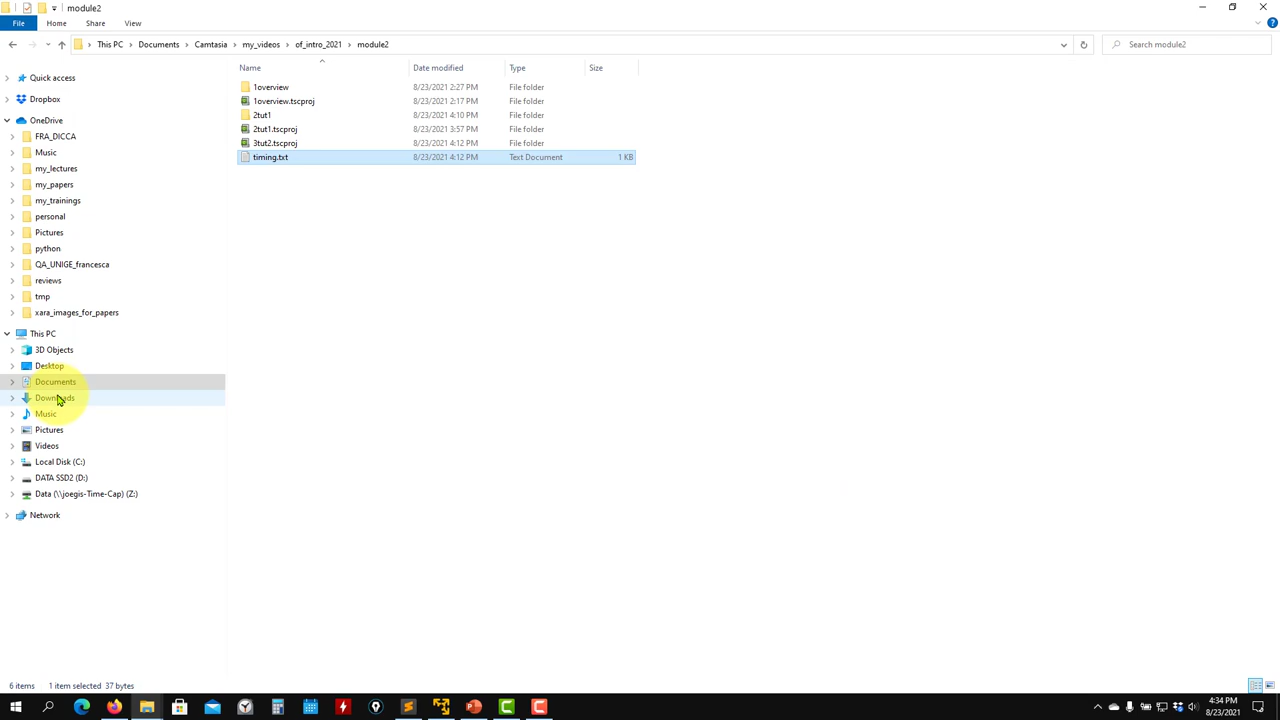 module2
File Home Share View
This PC Documents Camtasia my_videos of_intro_2021 module2 Search module2
Name Date modified Type Size
Quick access
Dropbox
OneDrive
FRA_DICCA
Music
my_lectures
my_papers
my_trainings
personal
Pictures
python
QA_UNIGE_francesca
reviews
tmp
xara_images_for_papers
This PC
3D Objects
Desktop
Documents
Downloads
Music
Pictures
Videos
Local Disk (C:)
DATA SSD2 (D:)
Data (\\joegis-Time-Cap) (Z:)
Network
1overview 8/23/2021 2:27 PM File folder
1overview.tscproj 8/23/2021 2:17 PM File folder
2tut1 8/23/2021 4:10 PM File folder
2tut1.tscproj 8/23/2021 3:57 PM File folder
3tut2.tscproj 8/23/2021 4:12 PM File folder
timing.txt 8/23/2021 4:12 PM Text Document 1 KB
6 items 1 item selected 37 bytes
4:34 PM
8/23/2021